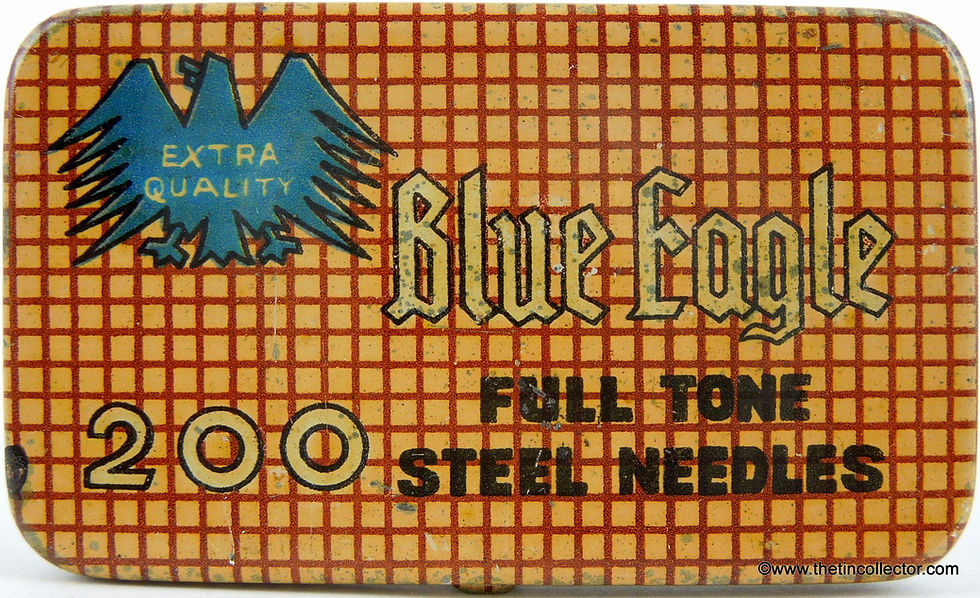 EXTRA
QUALITY
Blue Eagle
200
FULL TONE
STEEL NEEDLES
©www.thetincollector.com